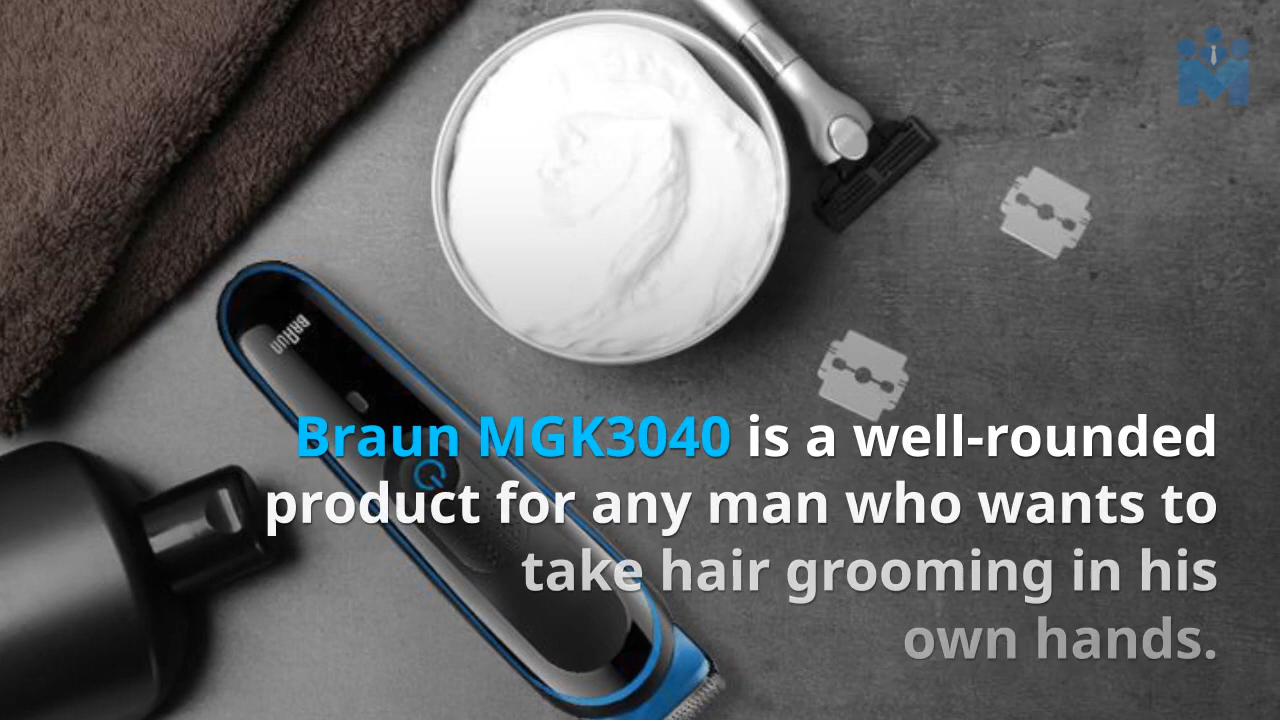 BRAUN
Braun MGK3040 is a well-rounded
product for any man who wants to
take hair grooming in his
own hands.